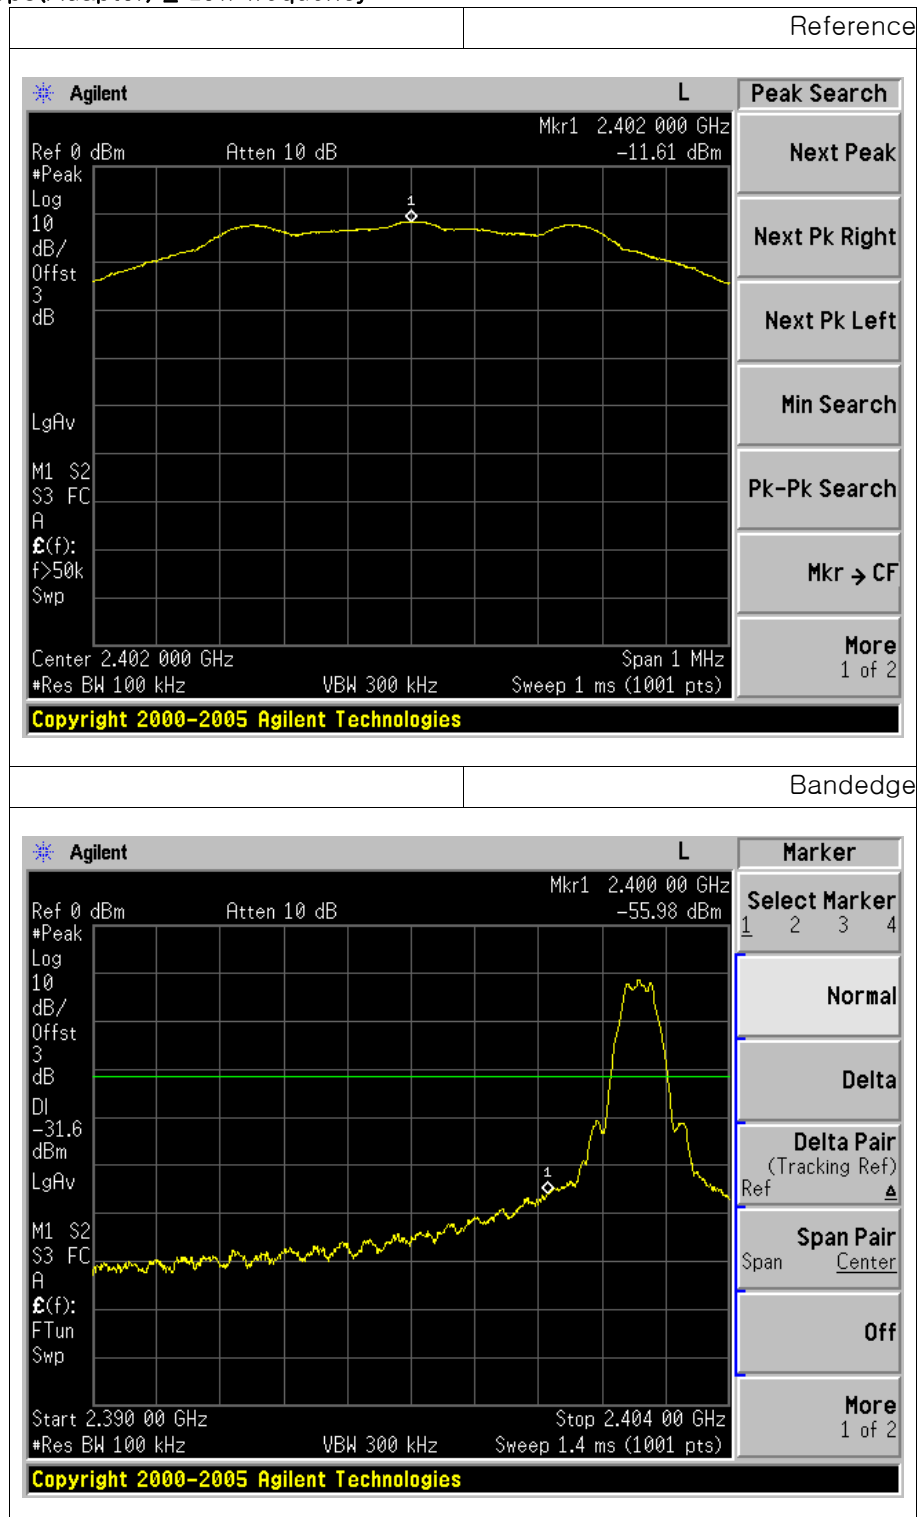 Reference
Agilent L Peak Search
Mkr1 2.402 000 GHz
Ref 0 dBm Atten 10 dB -11.61 dBm
#Peak
Log
10
dB/
Offst
3
dB
LgAv
M1 S2
S3 FC
A
£(f):
f>50k
Swp
1
Center 2.402 000 GHz Span 1 MHz
#Res BW 100 kHz VBW 300 kHz Sweep 1 ms (1001 pts)
Copyright 2000-2005 Agilent Technologies
Next Peak
Next Pk Right
Next Pk Left
Min Search
Pk-Pk Search
Mkr → CF
More
1 of 2
Bandedge
Agilent L Marker
Mkr1 2.400 00 GHz
Ref 0 dBm Atten 10 dB -55.98 dBm
#Peak
Log
10
dB/
Offst
3
dB
DI
-31.6
dBm
LgAv
M1 S2
S3 FC
A
£(f):
FTun
Swp
1
Start 2.390 00 GHz Stop 2.404 00 GHz
#Res BW 100 kHz VBW 300 kHz Sweep 1.4 ms (1001 pts)
Copyright 2000-2005 Agilent Technologies
Select Marker
1 2 3 4
Normal
Delta
Delta Pair
(Tracking Ref)
Ref Δ
Span Pair
Span Center
Off
More
1 of 2